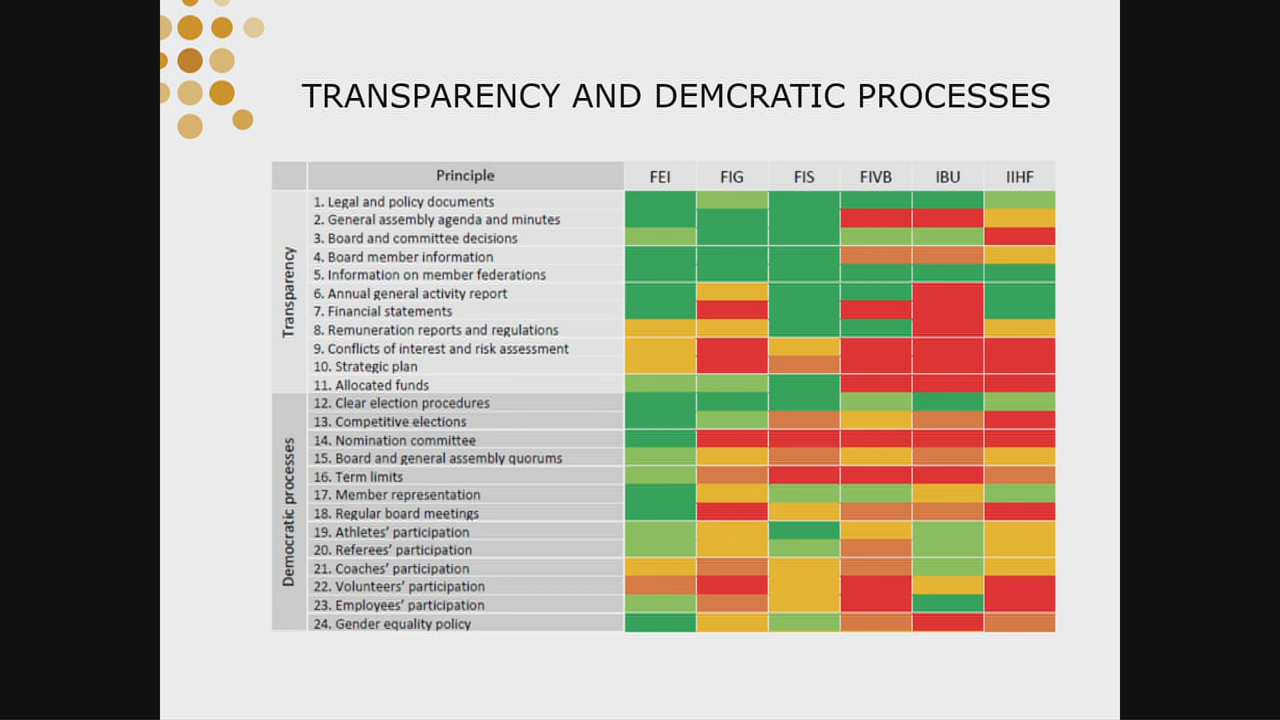 TRANSPARENCY AND DEMCRATIC PROCESSES
Principle FEI FIG FIS FIVB IBU IIHF
Transparency
1. Legal and policy documents
2. General assembly agenda and minutes
3. Board and committee decisions
4. Board member information
5. Information on member federations
6. Annual general activity report
7. Financial statements
8. Remuneration reports and regulations
9. Conflicts of interest and risk assessment
10. Strategic plan
11. Allocated funds
Democratic processes
12. Clear election procedures
13. Competitive elections
14. Nomination committee
15. Board and general assembly quorums
16. Term limits
17. Member representation
18. Regular board meetings
19. Athletes’ participation
20. Referees’ participation
21. Coaches’ participation
22. Volunteers’ participation
23. Employees’ participation
24. Gender equality policy